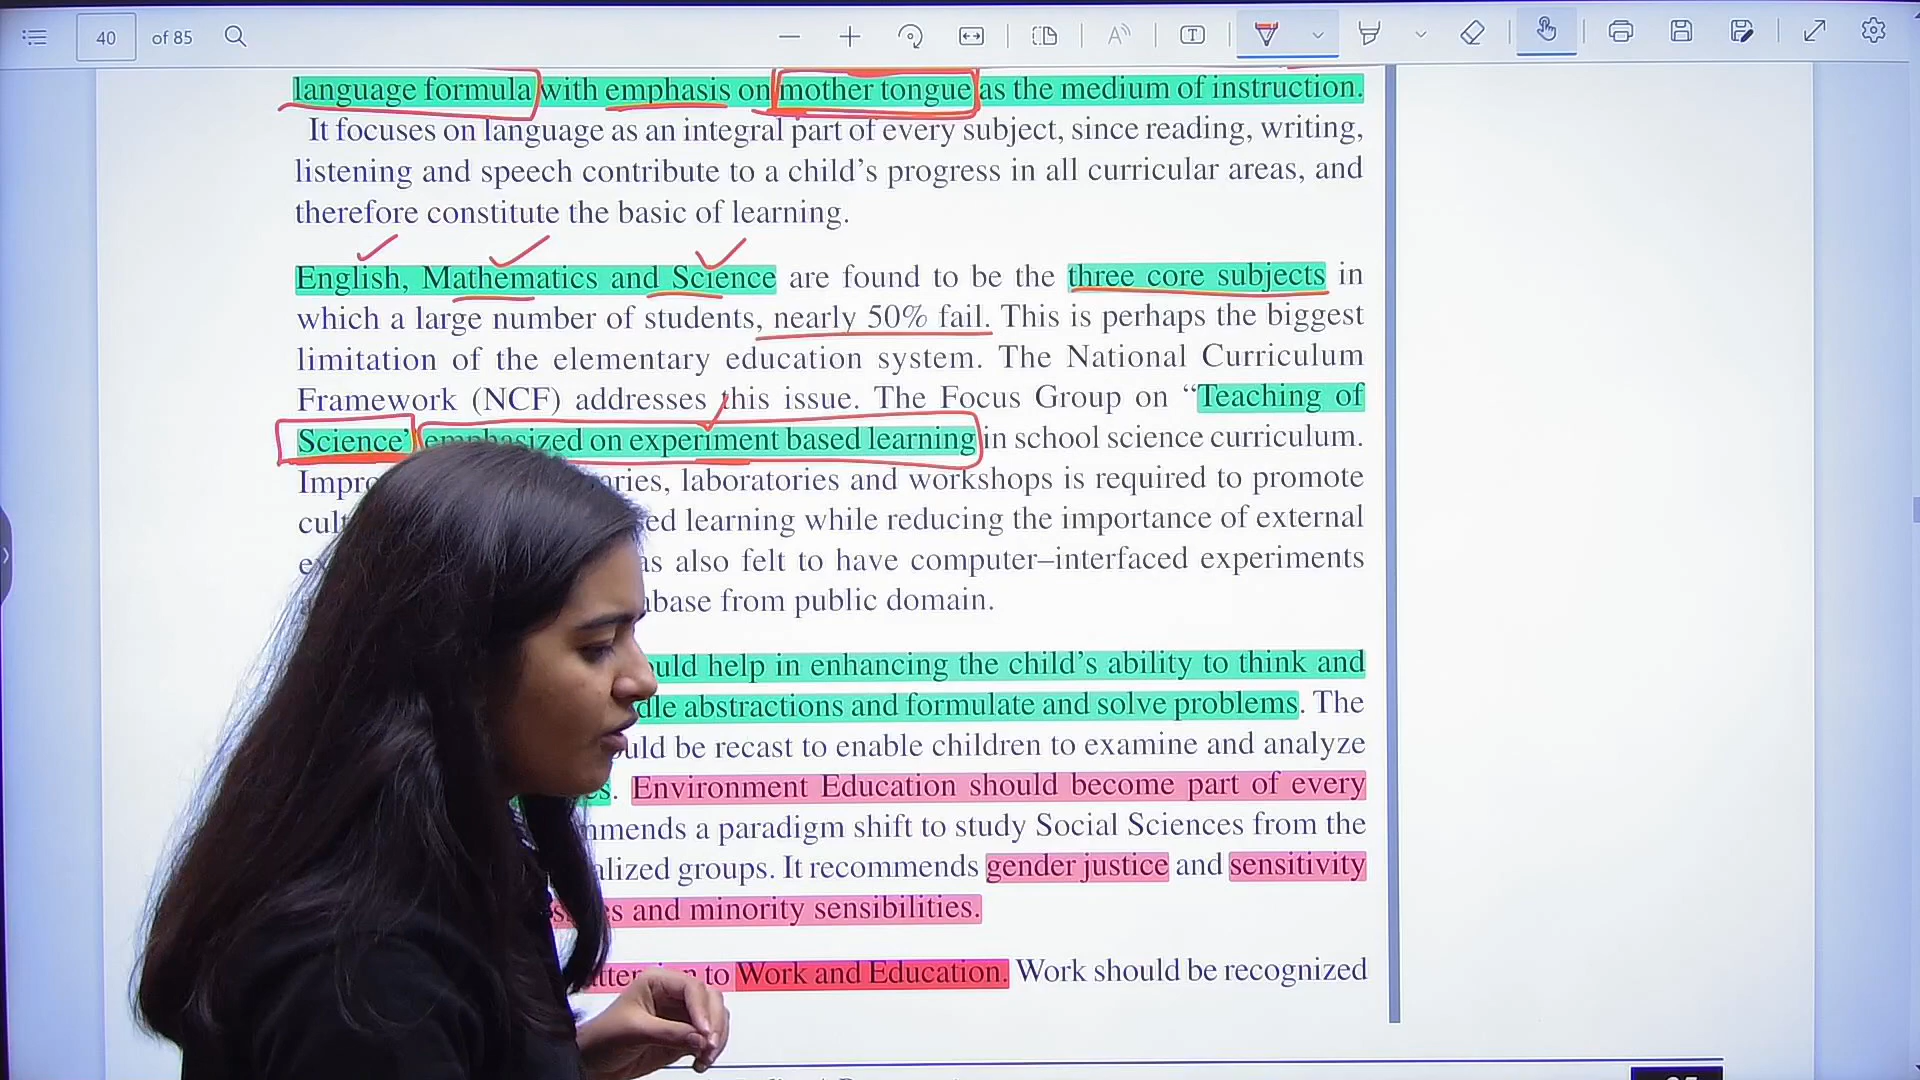 40 of 85
language formula with emphasis on mother tongue as the medium of instruction.
It focuses on language as an integral part of every subject, since reading, writing,
listening and speech contribute to a child's progress in all curricular areas, and
therefore constitute the basic of learning.
English, Mathematics and Science are found to be the three core subjects in
which a large number of students, nearly 50% fail. This is perhaps the biggest
limitation of the elementary education system. The National Curriculum
Framework (NCF) addresses this issue. The Focus Group on “Teaching of
Science’ emphasized on experiment based learning in school science curriculum.
laboratories and workshops is required to promote
learning while reducing the importance of external
also felt to have computer–interfaced experiments
from public domain.
help in enhancing the child's ability to think and
abstractions and formulate and solve problems. The
be recast to enable children to examine and analyze
Environment Education should become part of every
a paradigm shift to study Social Sciences from the
groups. It recommends gender justice and sensitivity
and minority sensibilities.
to Work and Education. Work should be recognized